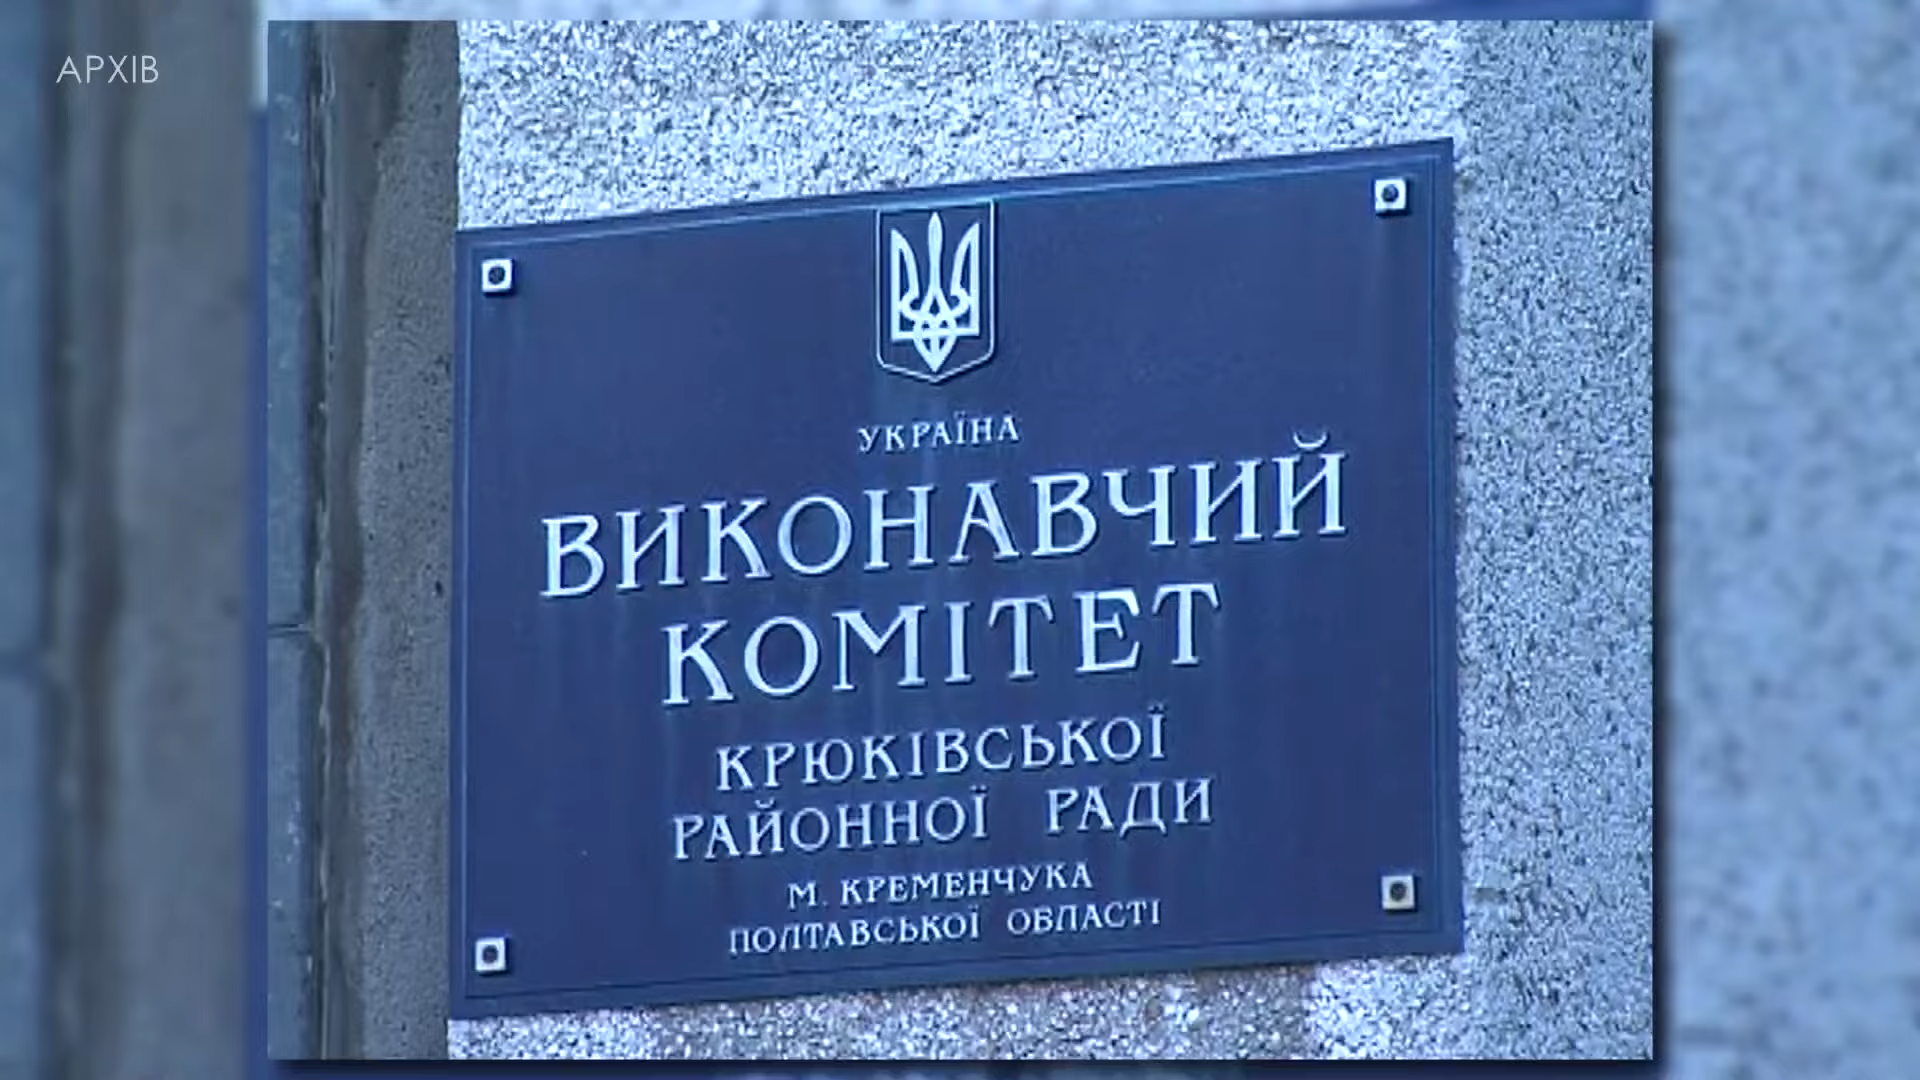 АРХІВ
УКРАЇНА
ВИКОНАВЧИЙ
КОМІТЕТ
КРЮКІВСЬКОЇ
РАЙОННОЇ РАДИ
М. КРЕМЕНЧУКА
ПОЛТАВСЬКОЇ ОБЛАСТІ